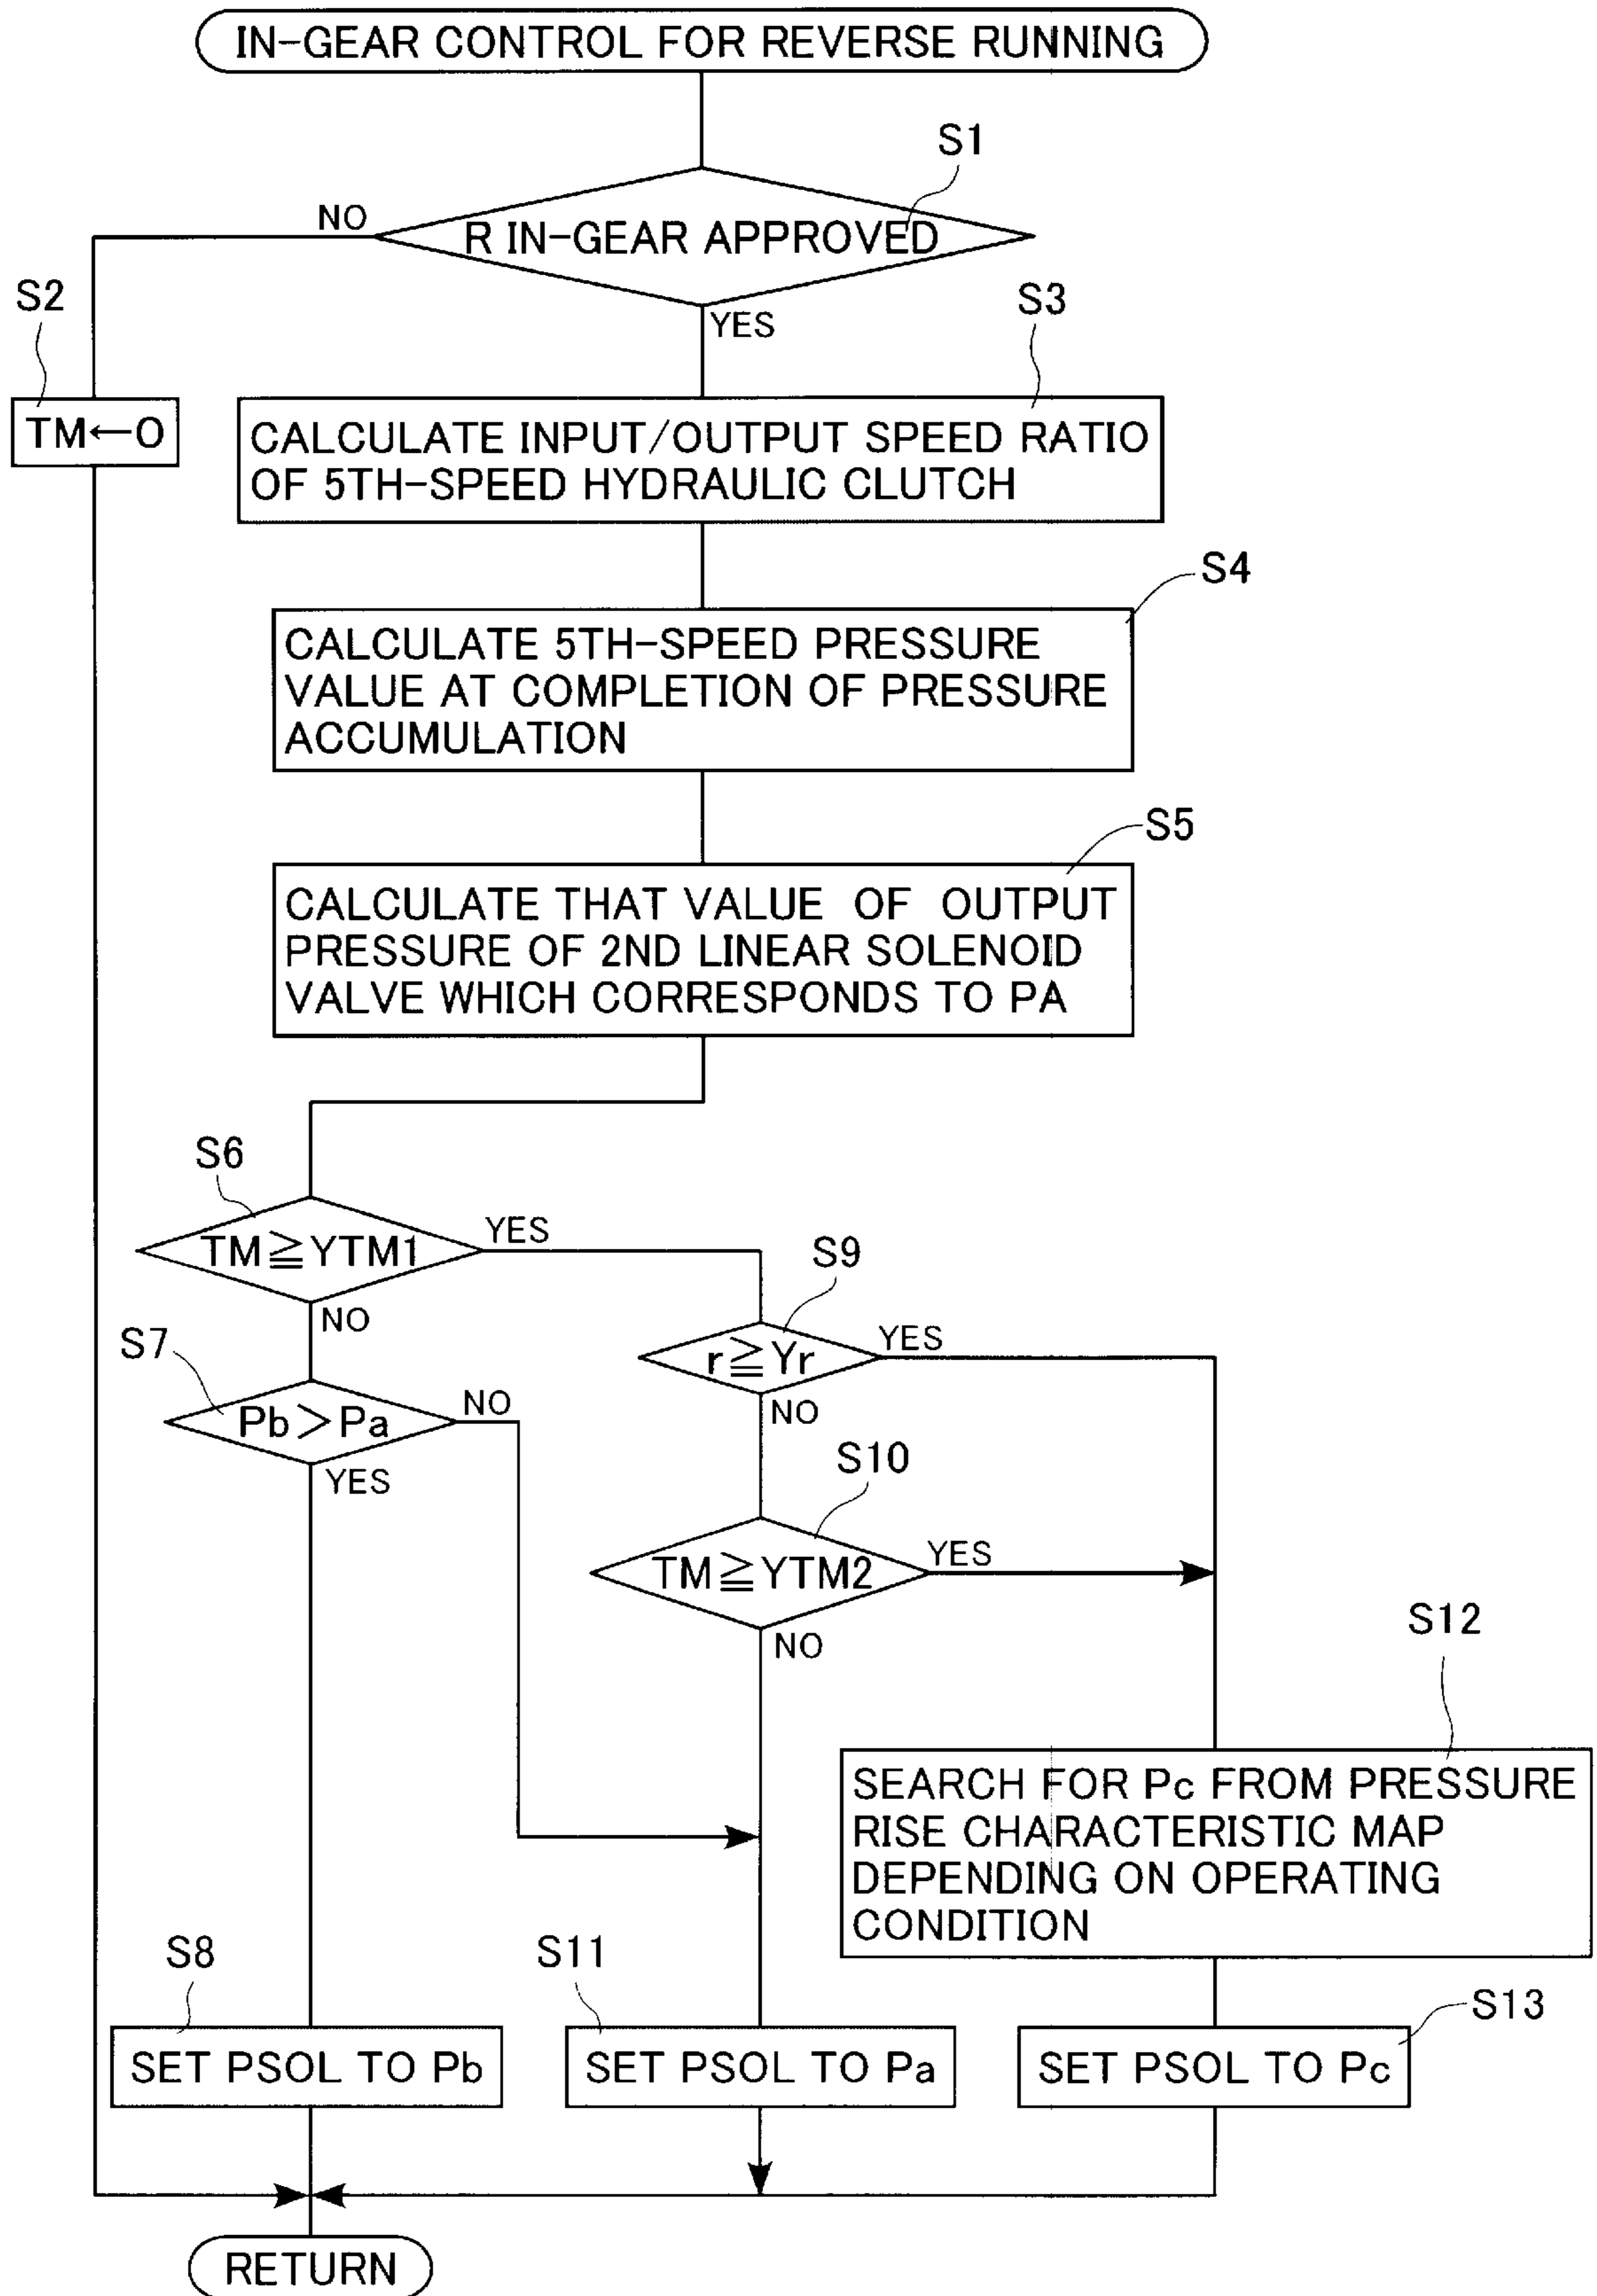 IN-GEAR CONTROL FOR REVERSE RUNNING
S1
NO
R IN-GEAR APPROVED
S2
YES
S3
TM←0
CALCULATE INPUT/OUTPUT SPEED RATIO
OF 5TH-SPEED HYDRAULIC CLUTCH
S4
CALCULATE 5TH-SPEED PRESSURE
VALUE AT COMPLETION OF PRESSURE
ACCUMULATION
S5
CALCULATE THAT VALUE OF OUTPUT
PRESSURE OF 2ND LINEAR SOLENOID
VALVE WHICH CORRESPONDS TO PA
S6
TM≧YTM1
YES
S9
NO
S7
r≧Yr
YES
Pb>Pa
NO
NO
YES
S10
TM≧YTM2
YES
NO
S12
SEARCH FOR Pc FROM PRESSURE
RISE CHARACTERISTIC MAP
DEPENDING ON OPERATING
CONDITION
S8
S11
S13
SET PSOL TO Pb
SET PSOL TO Pa
SET PSOL TO Pc
RETURN